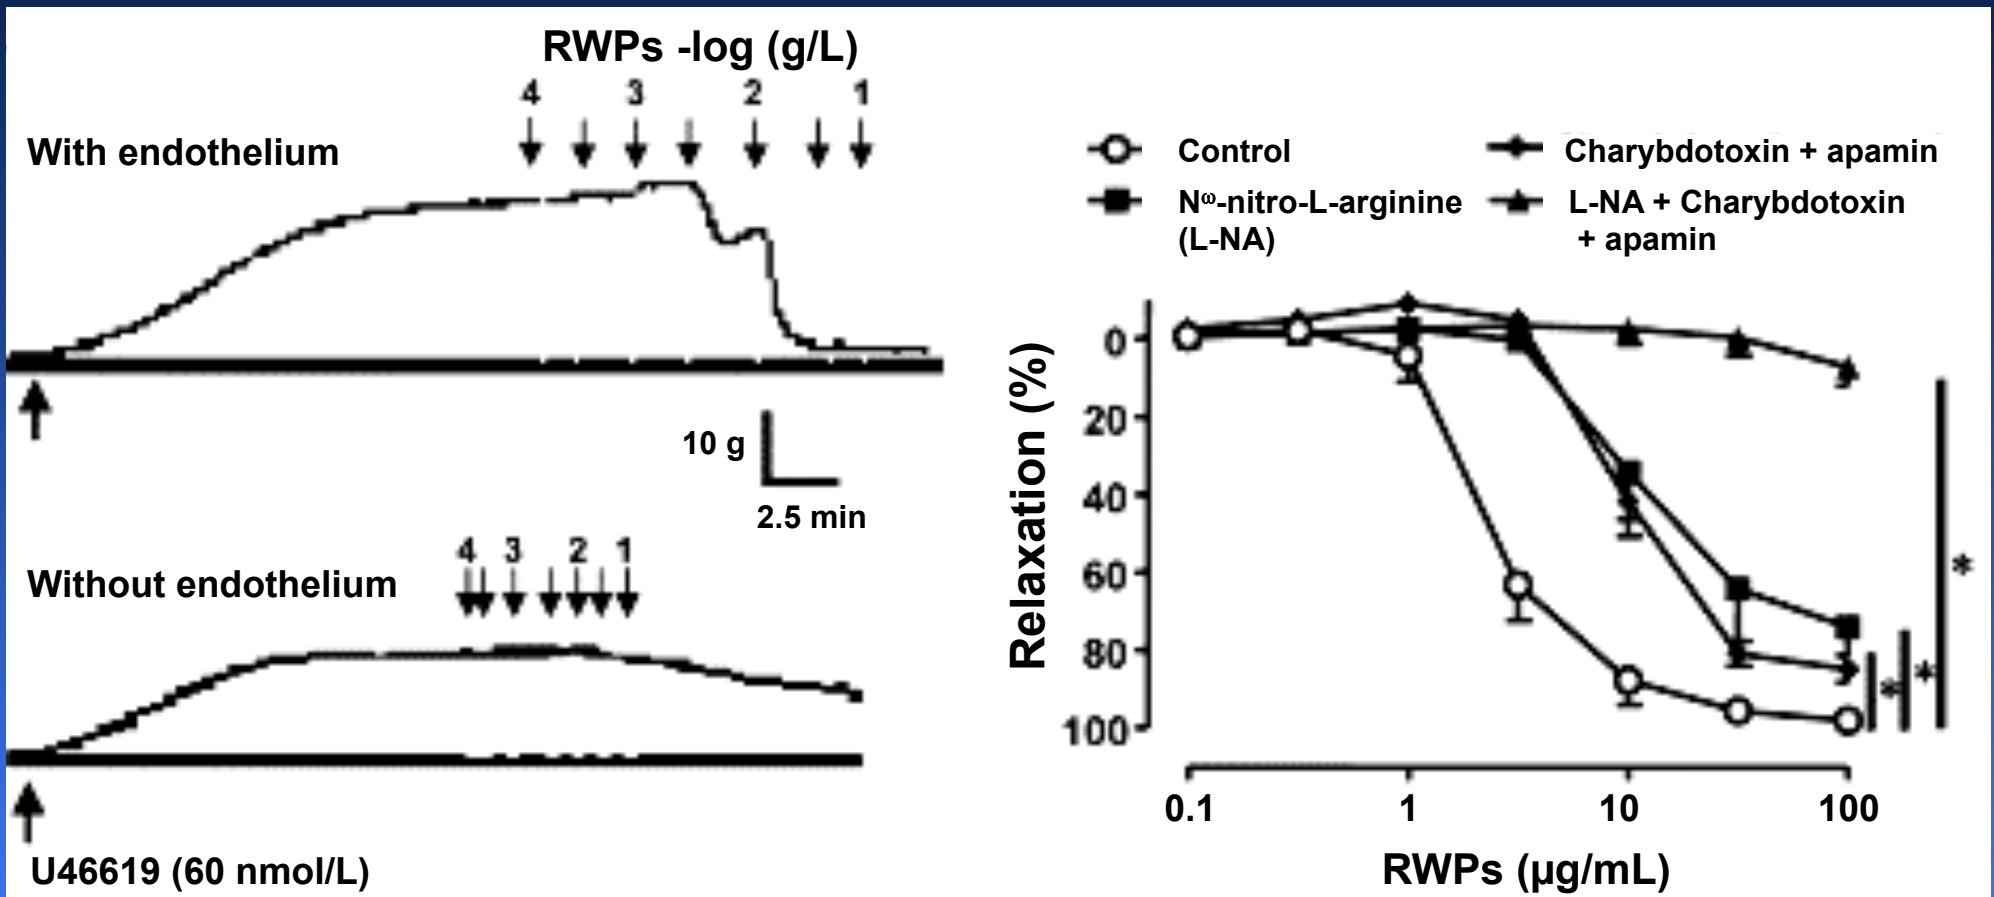 RWPs -log (g/L)
4 3 2 1
With endothelium
10 g
2.5 min
4 3 2 1
Without endothelium
U46619 (60 nmol/L)
Control
Charybdotoxin + apamin
Nω-nitro-L-arginine
(L-NA)
L-NA + Charybdotoxin
+ apamin
Relaxation (%)
0
20
40
60
80
100
*
*
*
0.1 1 10 100
RWPs (µg/mL)